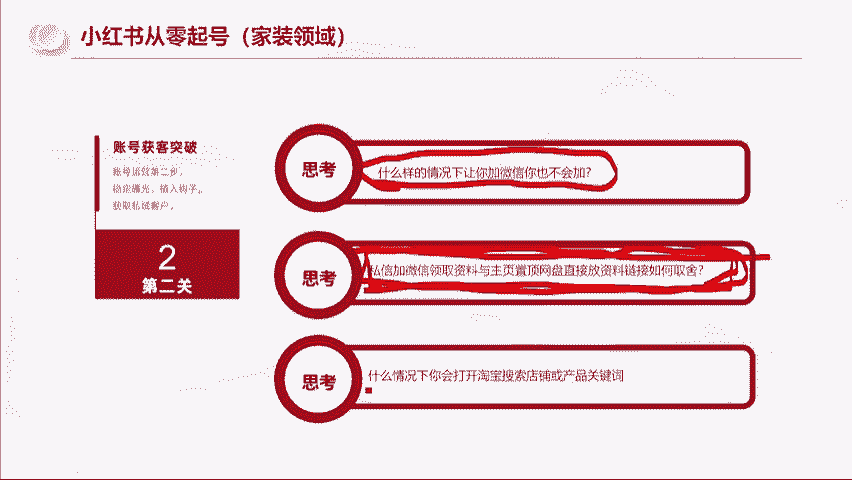 小红书从零起号（家装领域）
账号获客突破
账号运营第二步，
稳定曝光，植入钩子。
获取私域客户。
2
第二关
思考
什么样的情况下让你加微信你也不会加？
思考
私信加微信领取资料与主页置顶网盘直接放资料链接如何取舍？
思考
什么情况下你会打开淘宝搜索店铺或产品关键词